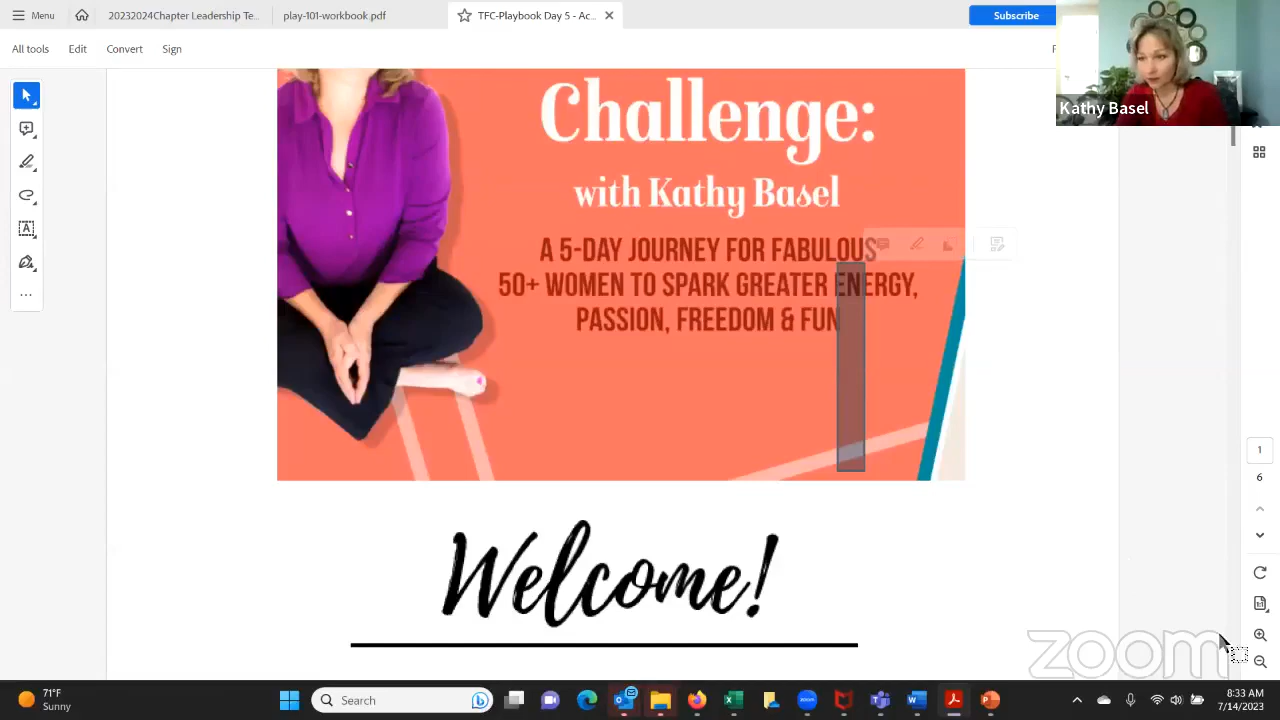 Menu
20232024Chapter Leadership Te...
play-101-workbook.pdf
TFC-Playbook Day 5 - Ac...
Subscribe
All tools
Edit
Convert
Sign
Kathy Basel
Challenge:
with Kathy Basel
A 5-DAY JOURNEY FOR FABULOUS
50+ WOMEN TO SPARK GREATER ENERGY,
PASSION, FREEDOM & FUN
Welcome!
1
6
zoom
71°F
Sunny
Search
8:33 AM
7/14/2023